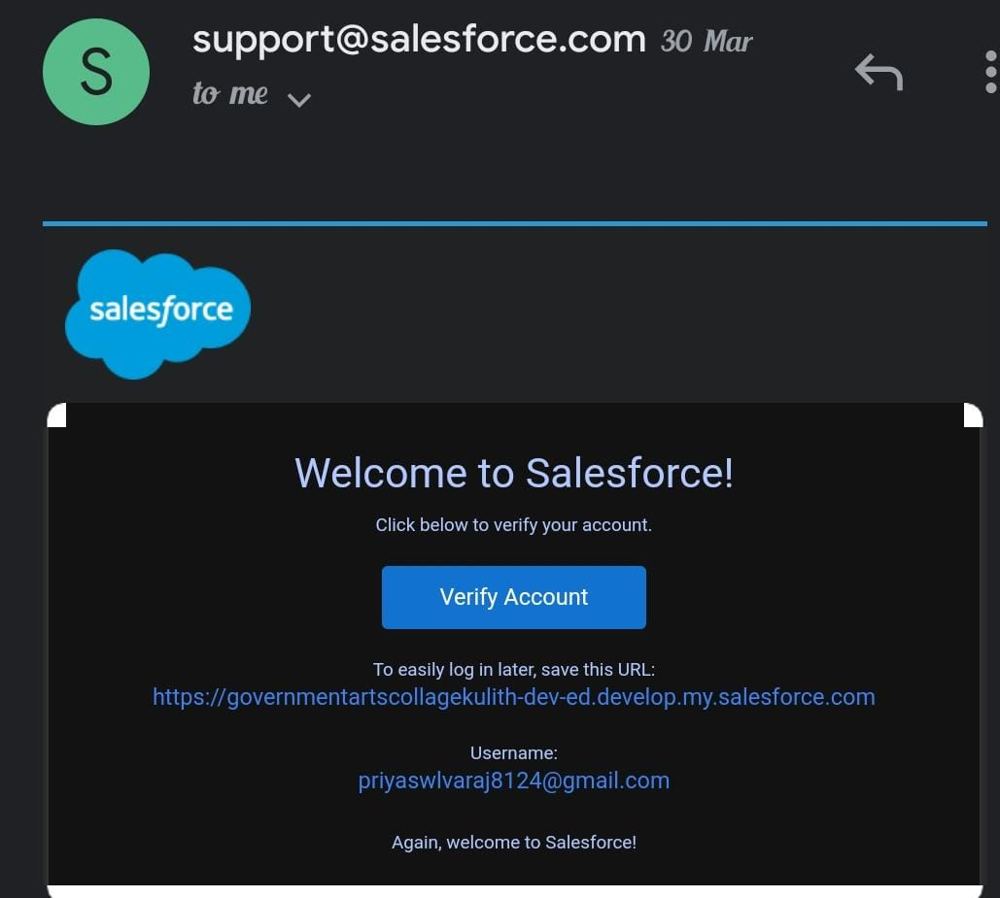 S
support@salesforce.com 30 Mar
to me
salesforce
Welcome to Salesforce!
Click below to verify your account.
Verify Account
To easily log in later, save this URL:
https://governmentartscollagekulith-dev-ed.develop.my.salesforce.com
Username:
priyaswlvaraj8124@gmail.com
Again, welcome to Salesforce!